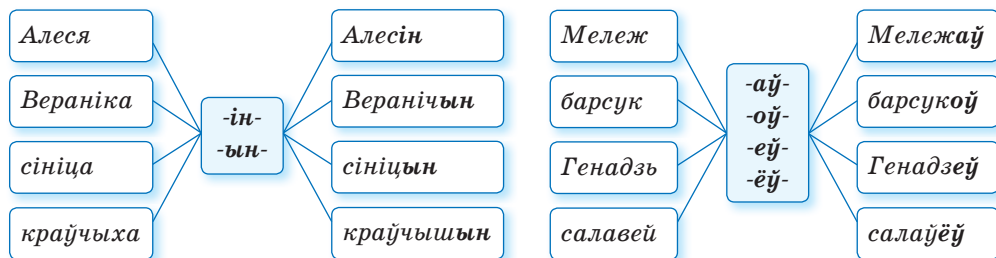 Алеся
Вераніка
сініца
краўчыха
-ін-
-ын-
Алесін
Веранічын
сініцын
краўчышын
Мележ
барсук
Генадзь
салавей
-аў-
-оў-
-еў-
-ёў-
Мележаў
барсукоў
Генадзеў
салаўёў